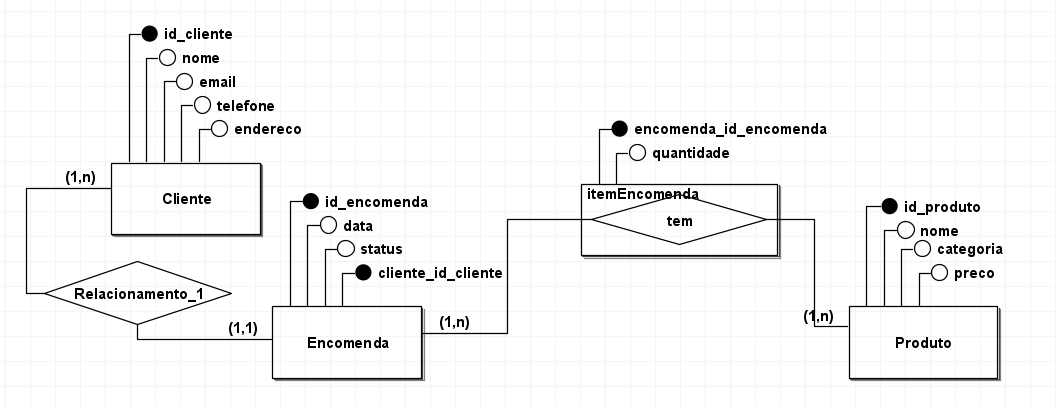 id_cliente
nome
email
telefone
endereco
(1,n)
Cliente
Relacionamento_1
(1,1)
id_encomenda
data
status
cliente_id_cliente
Encomenda
(1,n)
encomenda_id_encomenda
quantidade
itemEncomenda
tem
id_produto
nome
categoria
preco
(1,n)
Produto